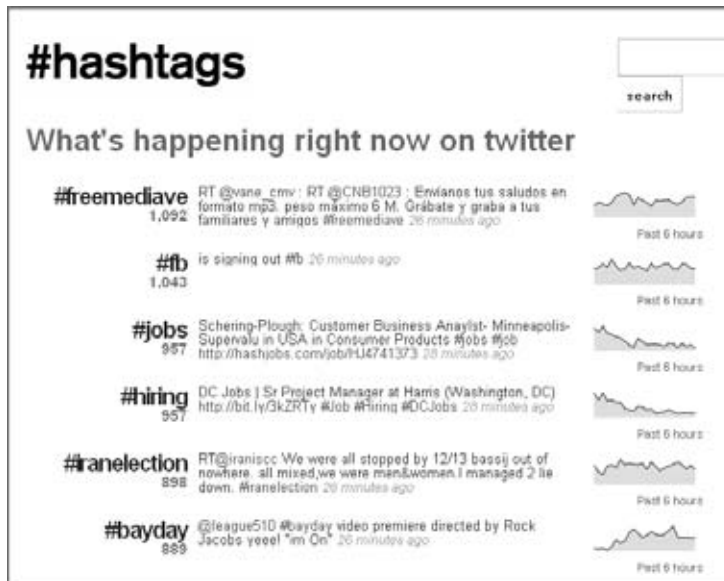 #hashtags
search
What's happening right now on twitter
#freemediave
1,092
RT @vane_cmv : RT @CNB1023 : Envianos tus saludos en
formato mp3. peso máximo 6 M. Grábate y graba a tus
familiares y amigos #freemediave 26 minutes ago
Past 6 hours
#fb
1,043
is signing out #fb 26 minutes ago
Past 6 hours
#jobs
957
Schering-Plough: Customer Business Anaylst- Minneapolis-
Supervalu in USA in Consumer Products #jobs #job
http://hashjobs.com/job/HJ4741373 28 minutes ago
Past 6 hours
#hiring
957
DC Jobs | Sr Project Manager at Harris (Washington, DC)
http://bit.ly/3kZRTy #Job #Hiring #DCJobs 26 minutes ago
Past 6 hours
#iranelection
898
RT@iraniscc We were all stopped by 12/13 bassij out of
nowhere. all mixed,we were men&women.I managed 2 lie
down. #iranelection 26 minutes ago
Past 6 hours
#bayday
889
@league510 #bayday video premiere directed by Rock
Jacobs yeee! "im On" 26 minutes ago
Past 6 hours